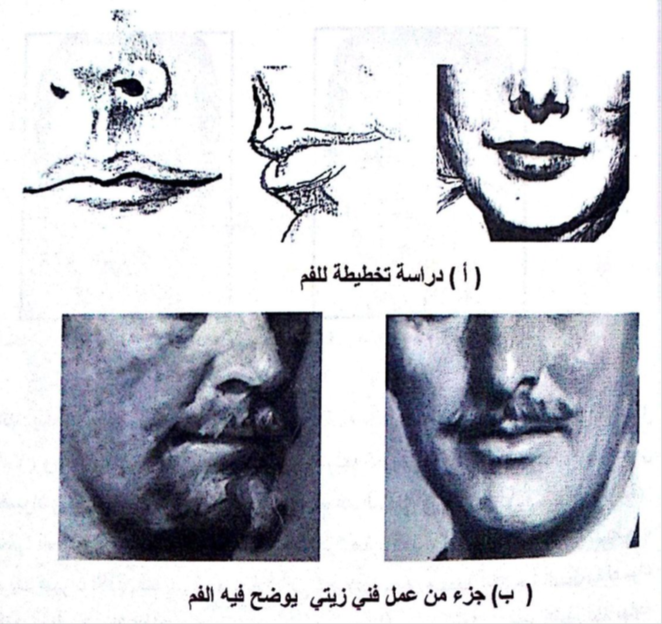 ( أ ) دراسة تخطيطة للفم
( ب) جزء من عمل فني زيتي يوضح فيه الفم